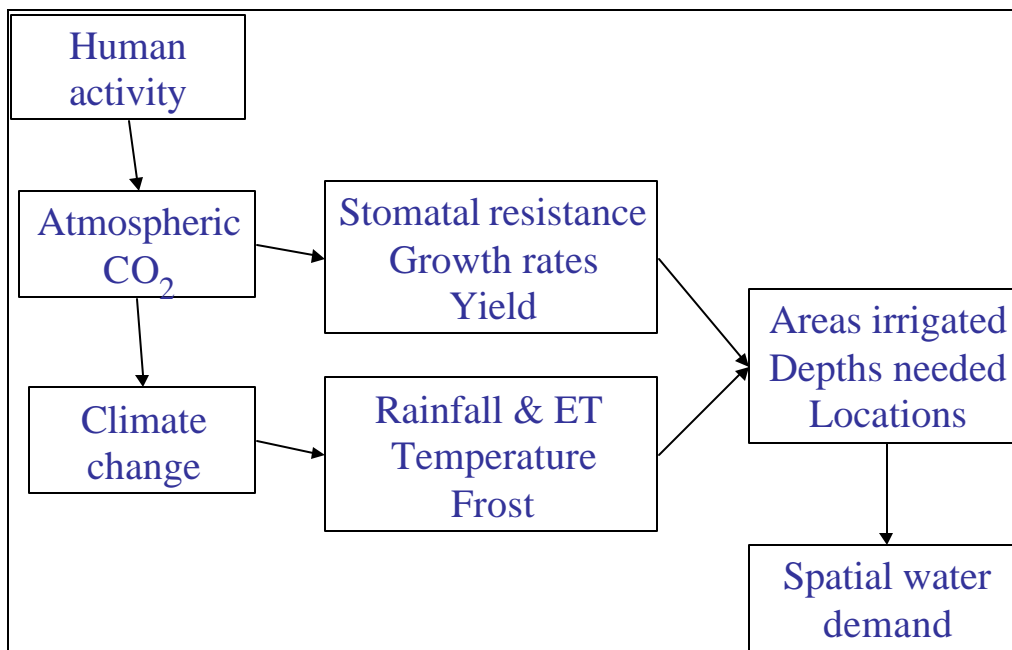 Human
activity
Atmospheric
CO₂
Stomatal resistance
Growth rates
Yield
Climate
change
Rainfall & ET
Temperature
Frost
Areas irrigated
Depths needed
Locations
Spatial water
demand